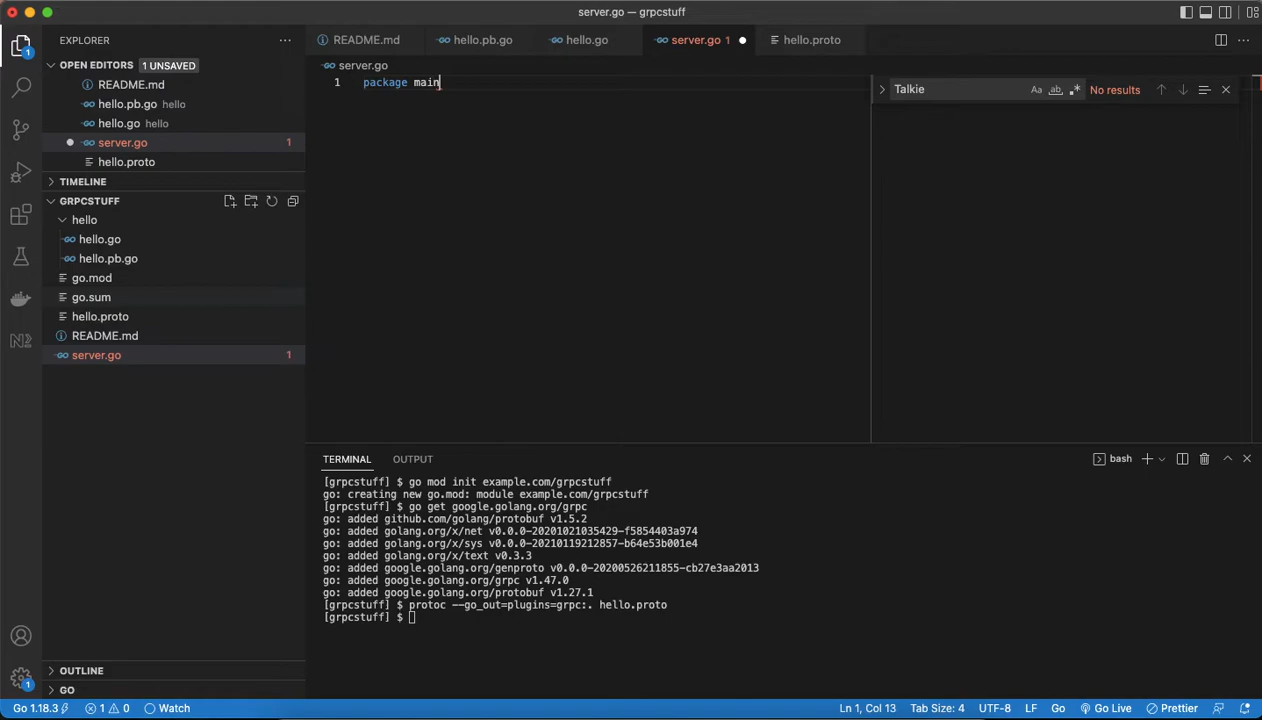 server.go — grpcstuff
EXPLORER
OPEN EDITORS 1 UNSAVED
README.md
hello.pb.go hello
hello.go hello
server.go 1
hello.proto
TIMELINE
GRPCSTUFF
hello
hello.go
hello.pb.go
go.mod
go.sum
hello.proto
README.md
server.go 1
OUTLINE
GO
README.md hello.pb.go hello.go server.go 1 hello.proto
server.go
1 package main
Talkie Aa ab No results
TERMINAL OUTPUT bash
[grpcstuff] $ go mod init example.com/grpcstuff
go: creating new go.mod: module example.com/grpcstuff
[grpcstuff] $ go get google.golang.org/grpc
go: added github.com/golang/protobuf v1.5.2
go: added golang.org/x/net v0.0.0-20201021035429-f5854403a974
go: added golang.org/x/sys v0.0.0-20210119212857-b64e53b001e4
go: added golang.org/x/text v0.3.3
go: added google.golang.org/genproto v0.0.0-20200526211855-cb27e3aa2013
go: added google.golang.org/grpc v1.47.0
go: added google.golang.org/protobuf v1.27.1
[grpcstuff] $ protoc --go_out=plugins=grpc:. hello.proto
[grpcstuff] $
1
1
Go 1.18.3 1 0 Watch Ln 1, Col 13 Tab Size: 4 UTF-8 LF Go Go Live Prettier